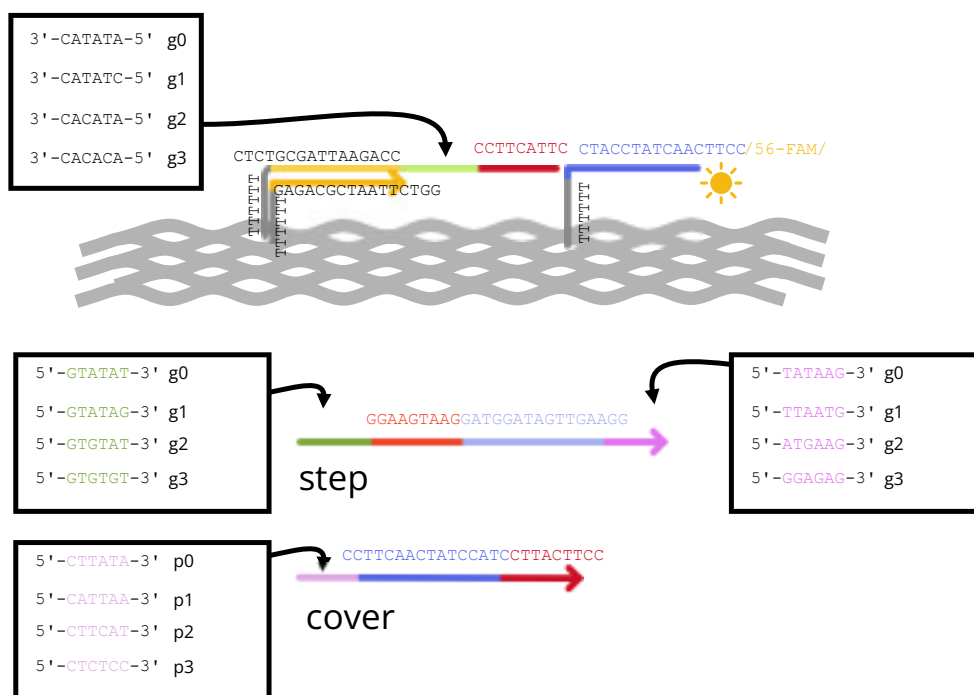 3'-CATATA-5' g0
3'-CATATC-5' g1
3'-CACATA-5' g2
3'-CACACA-5' g3
CCTTCATTC CTACCTATCAACTTCC/56-FAM/
CTCTGCGATTAAGACC
GAGACGCTAATTCTGG
TTTTTTT
TTTTTTT
TTTTTTT
5'-GTATAT-3' g0
5'-GTATAG-3' g1
5'-GTGTAT-3' g2
5'-GTGTGT-3' g3
GGAAGTAAGGATGGATAGTTGAAGG
step
5'-TATAAG-3' g0
5'-TTAATG-3' g1
5'-ATGAAG-3' g2
5'-GGAGAG-3' g3
5'-CTTATA-3' p0
5'-CATTAA-3' p1
5'-CTTCAT-3' p2
5'-CTCTCC-3' p3
CCTTCAACTATCCATCCTTACTTCC
cover